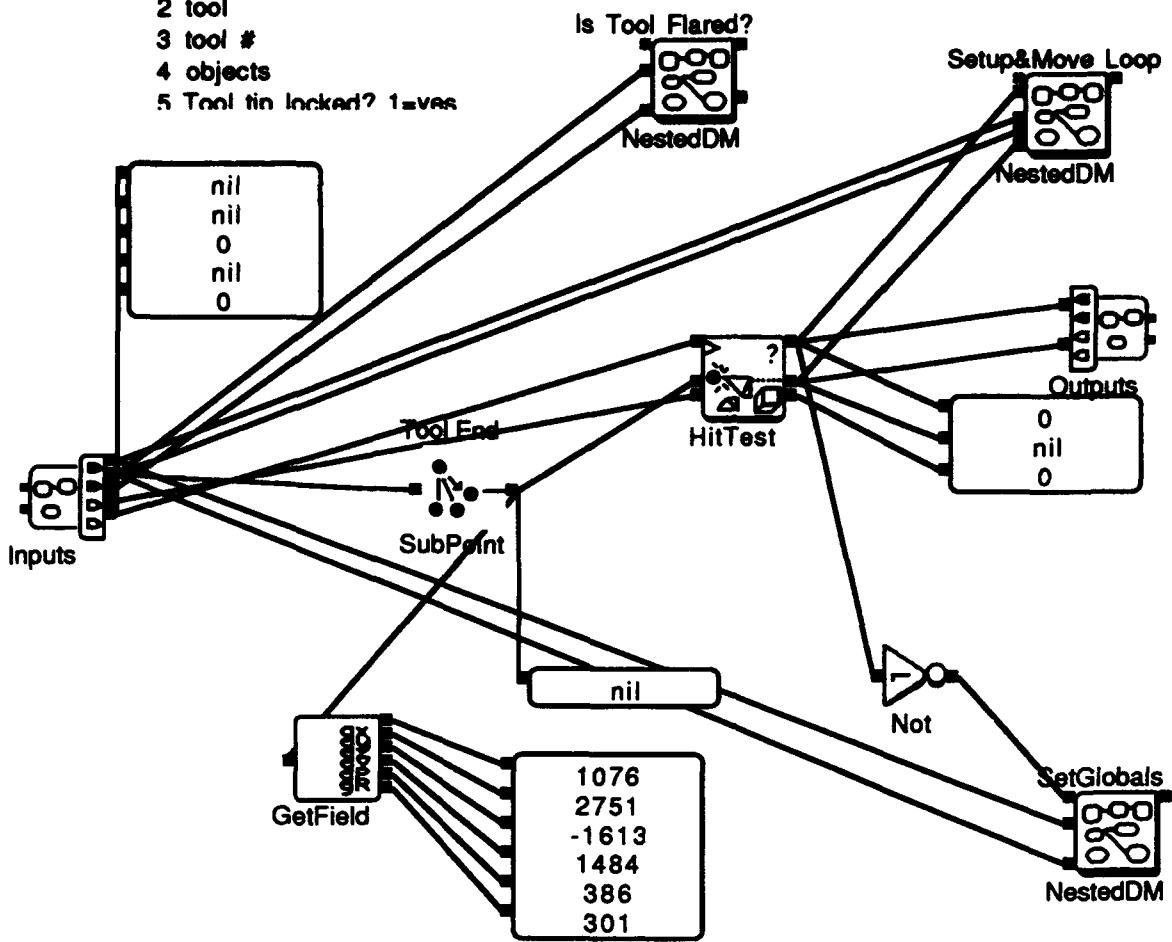 2 tool
3 tool #
4 objects
5 Tool tip locked? 1=yes
Is Tool Flared?
NestedDM
Setup&Move Loop
NestedDM
nil
nil
0
nil
0
?
HitTest
Outputs
0
nil
0
Tool End
SubPoint
Inputs
nil
Not
GetField
1076
2751
-1613
1484
386
301
SetGlobals
NestedDM